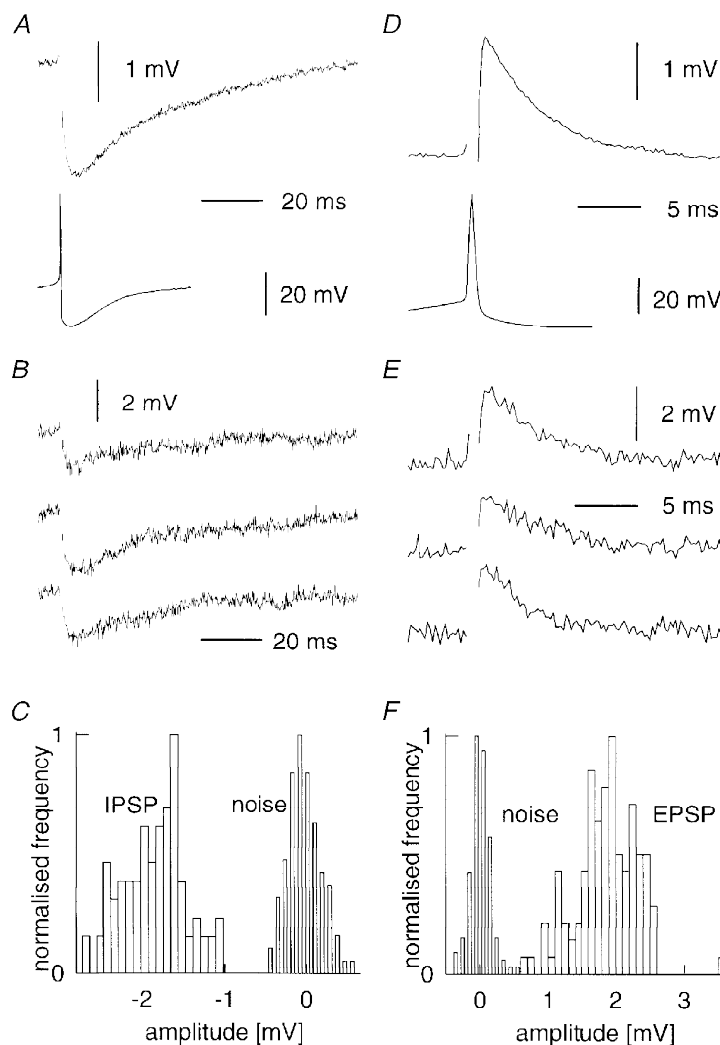 A
1 mV
20 ms
20 mV
B
2 mV
20 ms
C
1
normalised frequency
0
IPSP
noise
-2
-1
0
amplitude [mV]
D
1 mV
5 ms
20 mV
E
2 mV
5 ms
F
1
normalised frequency
0
noise
EPSP
0
1
2
3
amplitude [mV]